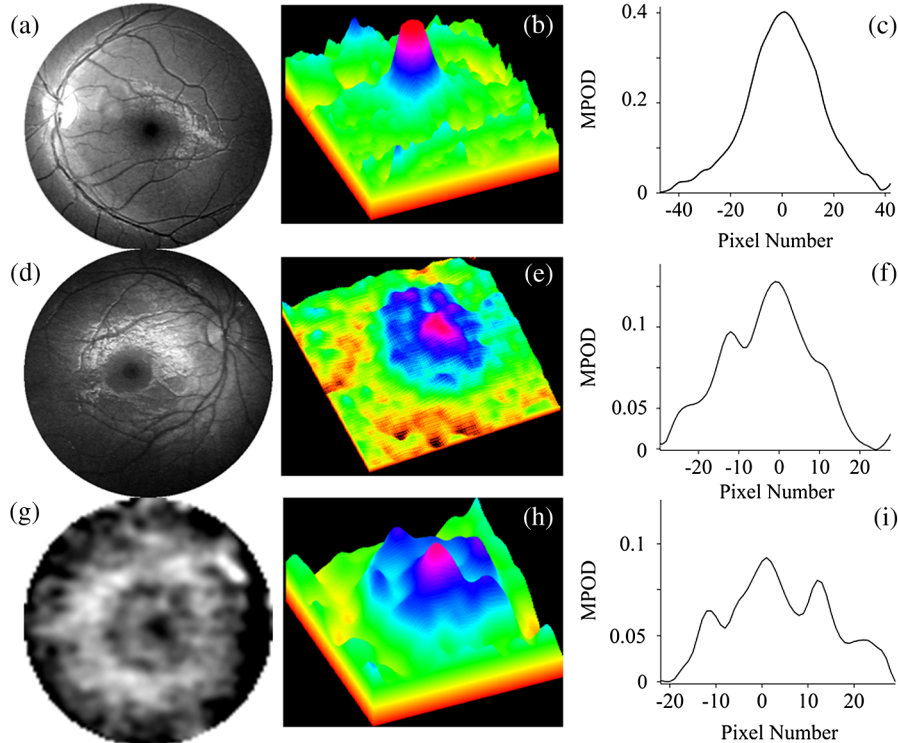 (a)
(b)
(c)
0.4
0.2
0
MPOD
-40 -20 0 20 40
Pixel Number
(d)
(e)
(f)
0.1
0.05
0
MPOD
-20 -10 0 10 20
Pixel Number
(g)
(h)
(i)
0.1
0.05
0
MPOD
-20 -10 0 10 20
Pixel Number